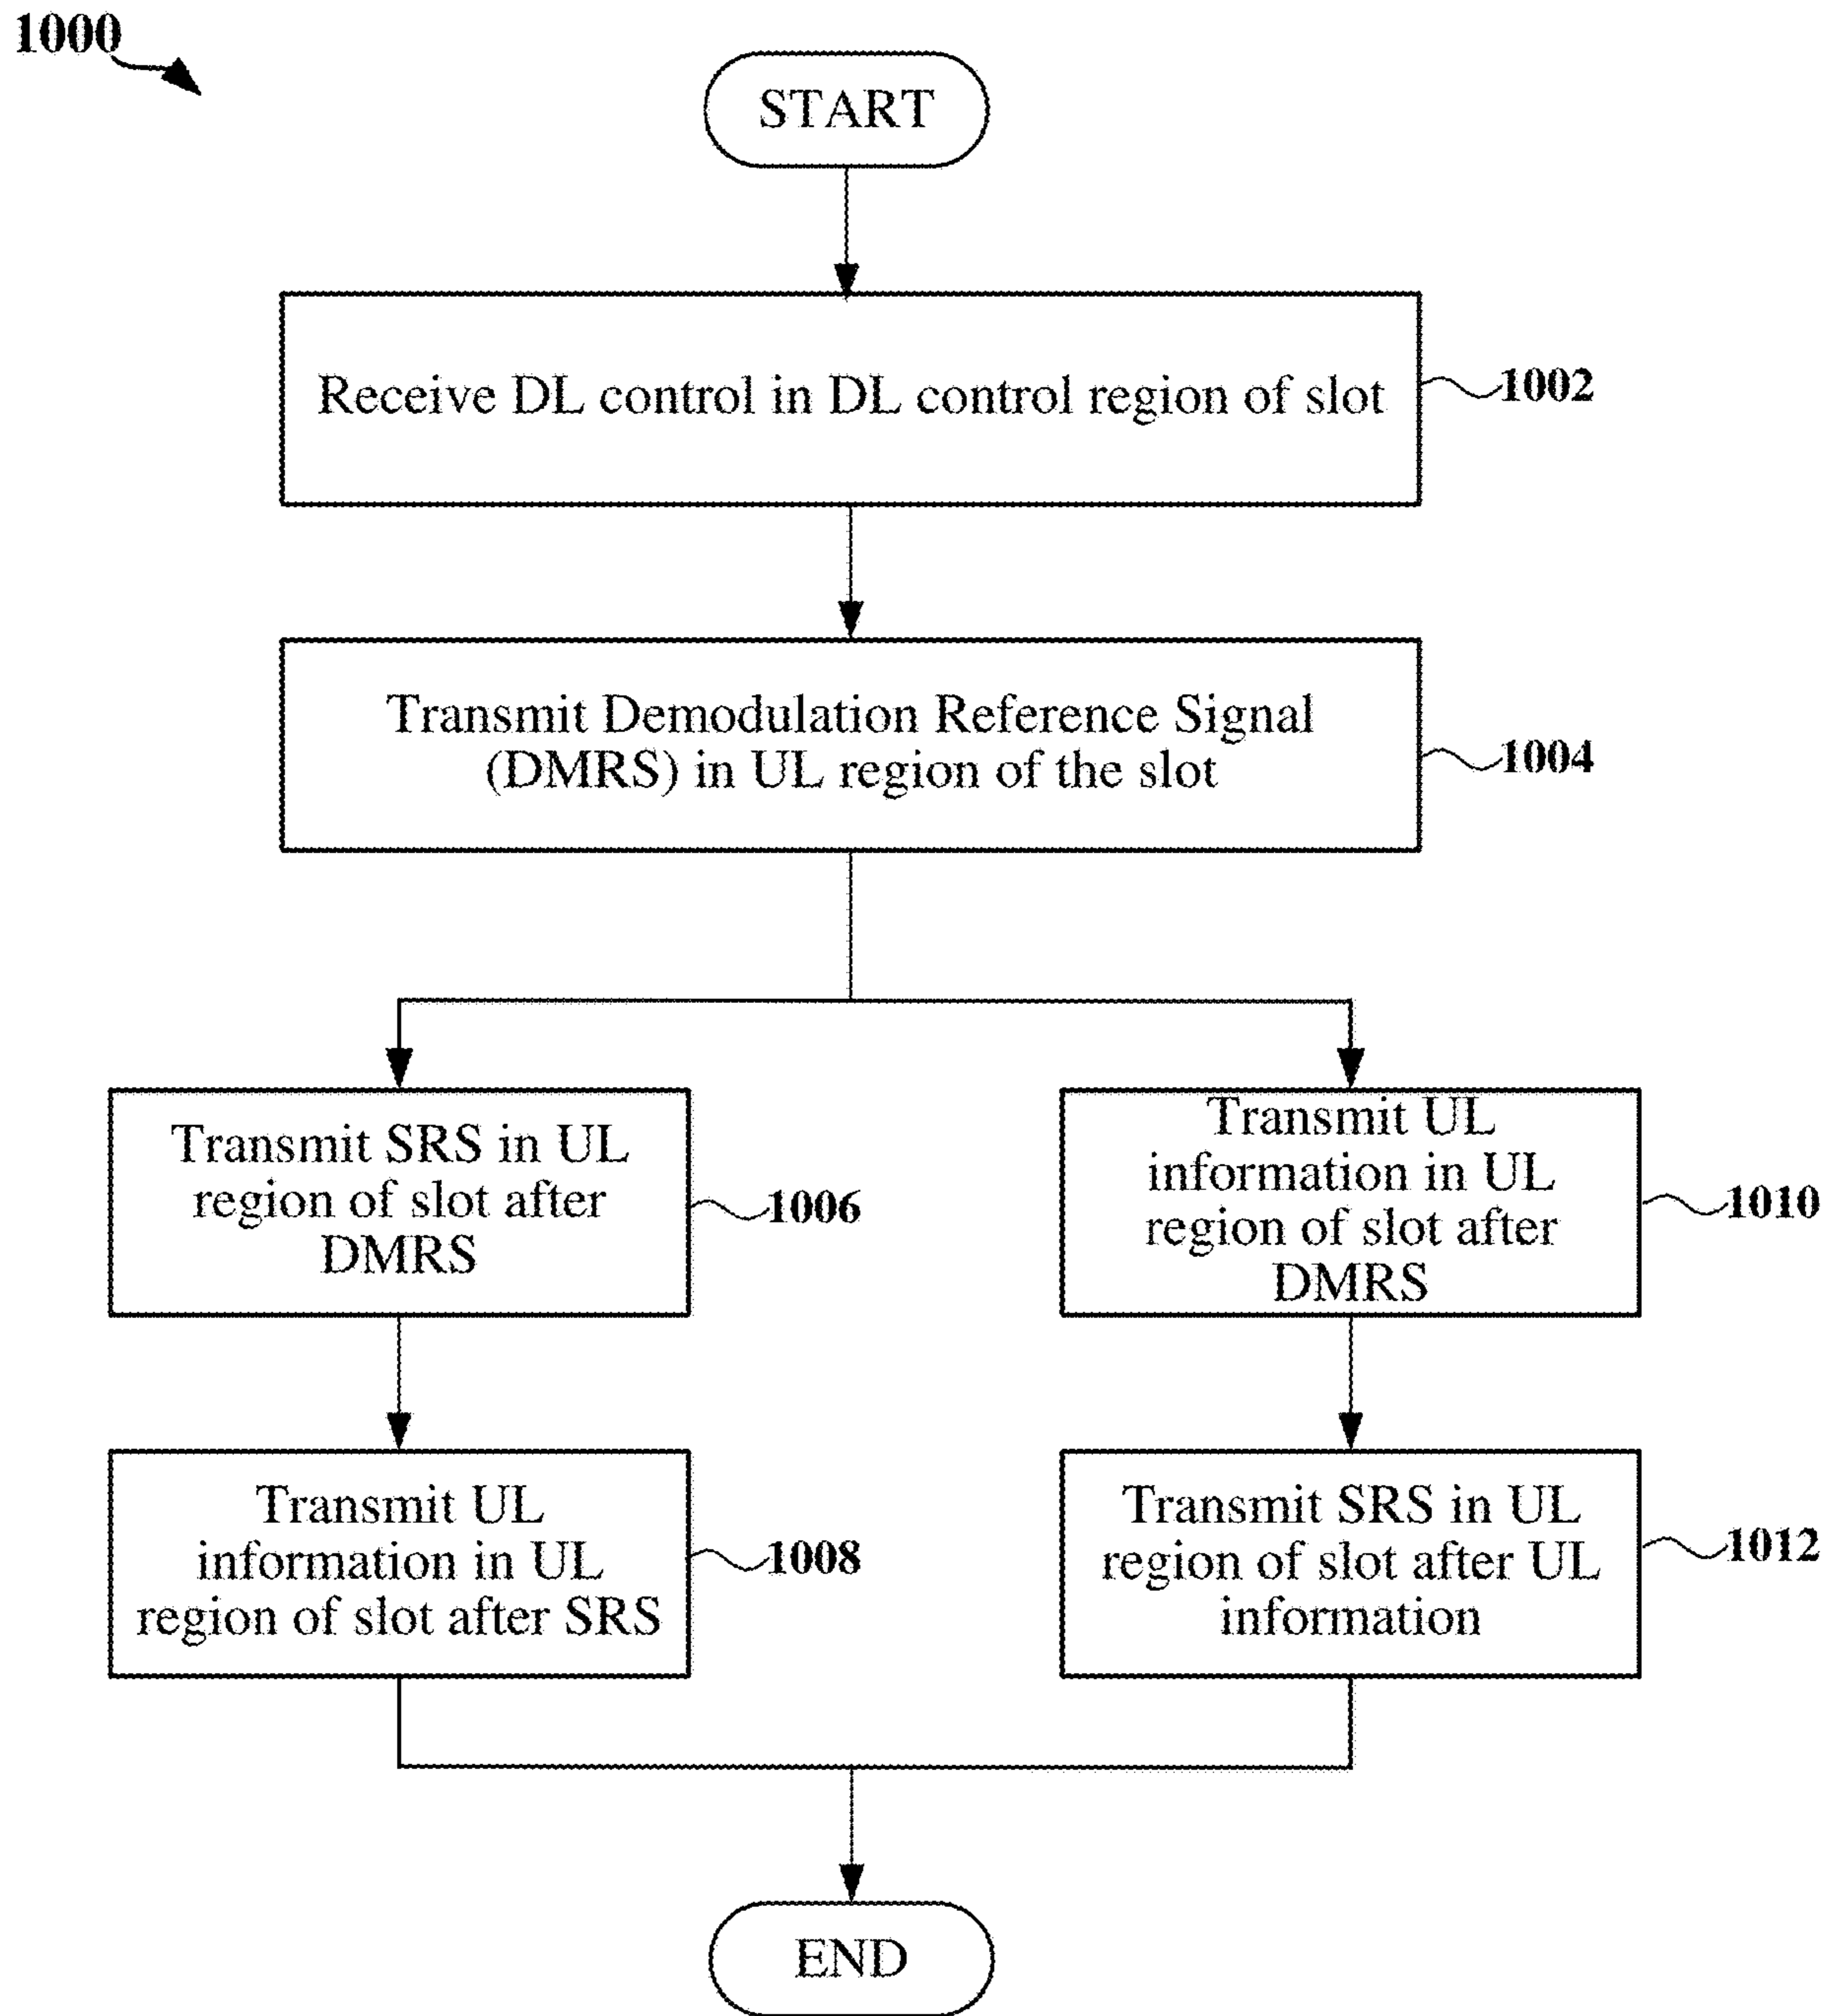 1000
START
Receive DL control in DL control region of slot
1002
Transmit Demodulation Reference Signal
(DMRS) in UL region of the slot
1004
Transmit SRS in UL
region of slot after
DMRS
1006
Transmit UL
information in UL
region of slot after
DMRS
1010
Transmit UL
information in UL
region of slot after SRS
1008
Transmit SRS in UL
region of slot after UL
information
1012
END